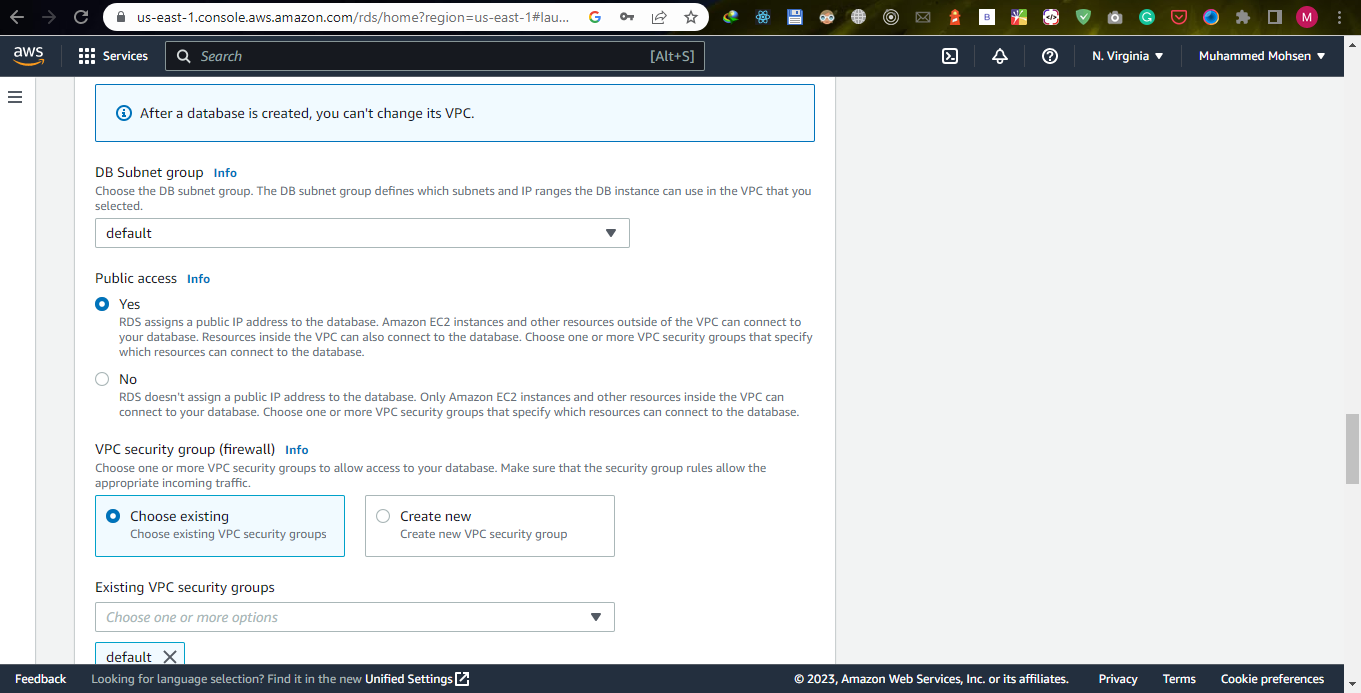 us-east-1.console.aws.amazon.com/rds/home?region=us-east-1#lau...
aws
Services
Search
[Alt+S]
N. Virginia
Muhammed Mohsen
After a database is created, you can't change its VPC.
DB Subnet group Info
Choose the DB subnet group. The DB subnet group defines which subnets and IP ranges the DB instance can use in the VPC that you
selected.
default
Public access Info
Yes
RDS assigns a public IP address to the database. Amazon EC2 instances and other resources outside of the VPC can connect to
your database. Resources inside the VPC can also connect to the database. Choose one or more VPC security groups that specify
which resources can connect to the database.
No
RDS doesn't assign a public IP address to the database. Only Amazon EC2 instances and other resources inside the VPC can
connect to your database. Choose one or more VPC security groups that specify which resources can connect to the database.
VPC security group (firewall) Info
Choose one or more VPC security groups to allow access to your database. Make sure that the security group rules allow the
appropriate incoming traffic.
Choose existing
Choose existing VPC security groups
Create new
Create new VPC security group
Existing VPC security groups
Choose one or more options
default
Feedback
Looking for language selection? Find it in the new Unified Settings
© 2023, Amazon Web Services, Inc. or its affiliates.
Privacy
Terms
Cookie preferences